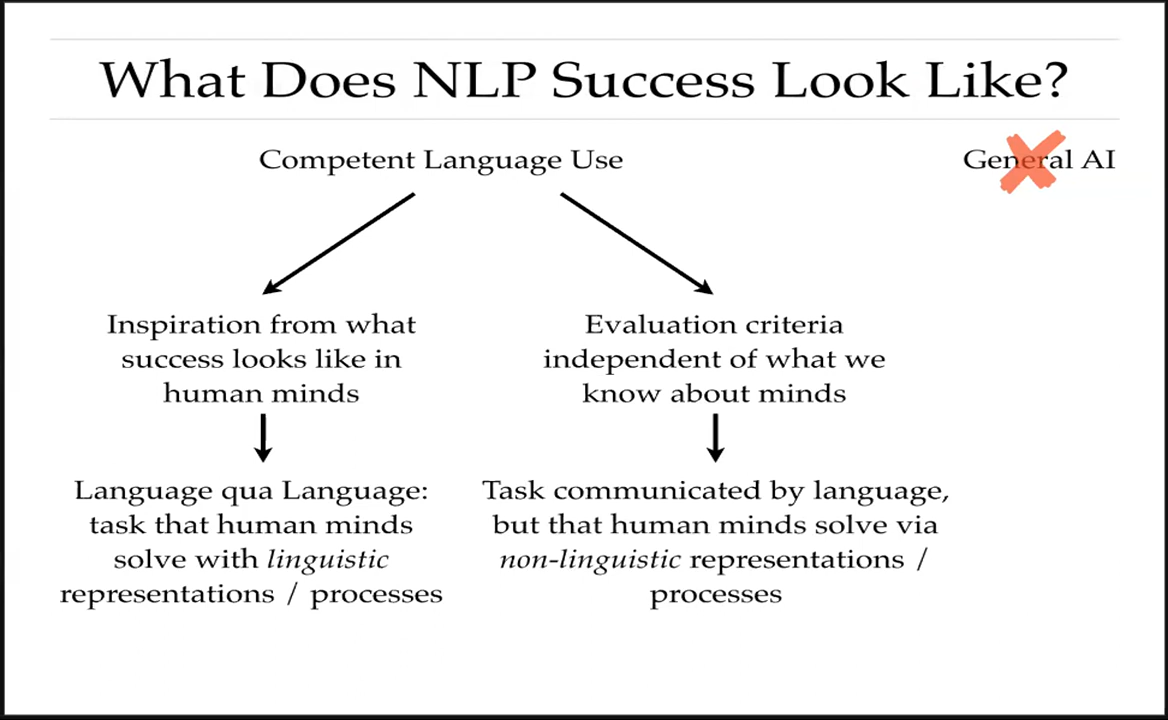 What Does NLP Success Look Like?
Competent Language Use
General AI
Inspiration from what
success looks like in
human minds
Evaluation criteria
independent of what we
know about minds
Language qua Language:
task that human minds
solve with linguistic
representations / processes
Task communicated by language,
but that human minds solve via
non-linguistic representations /
processes